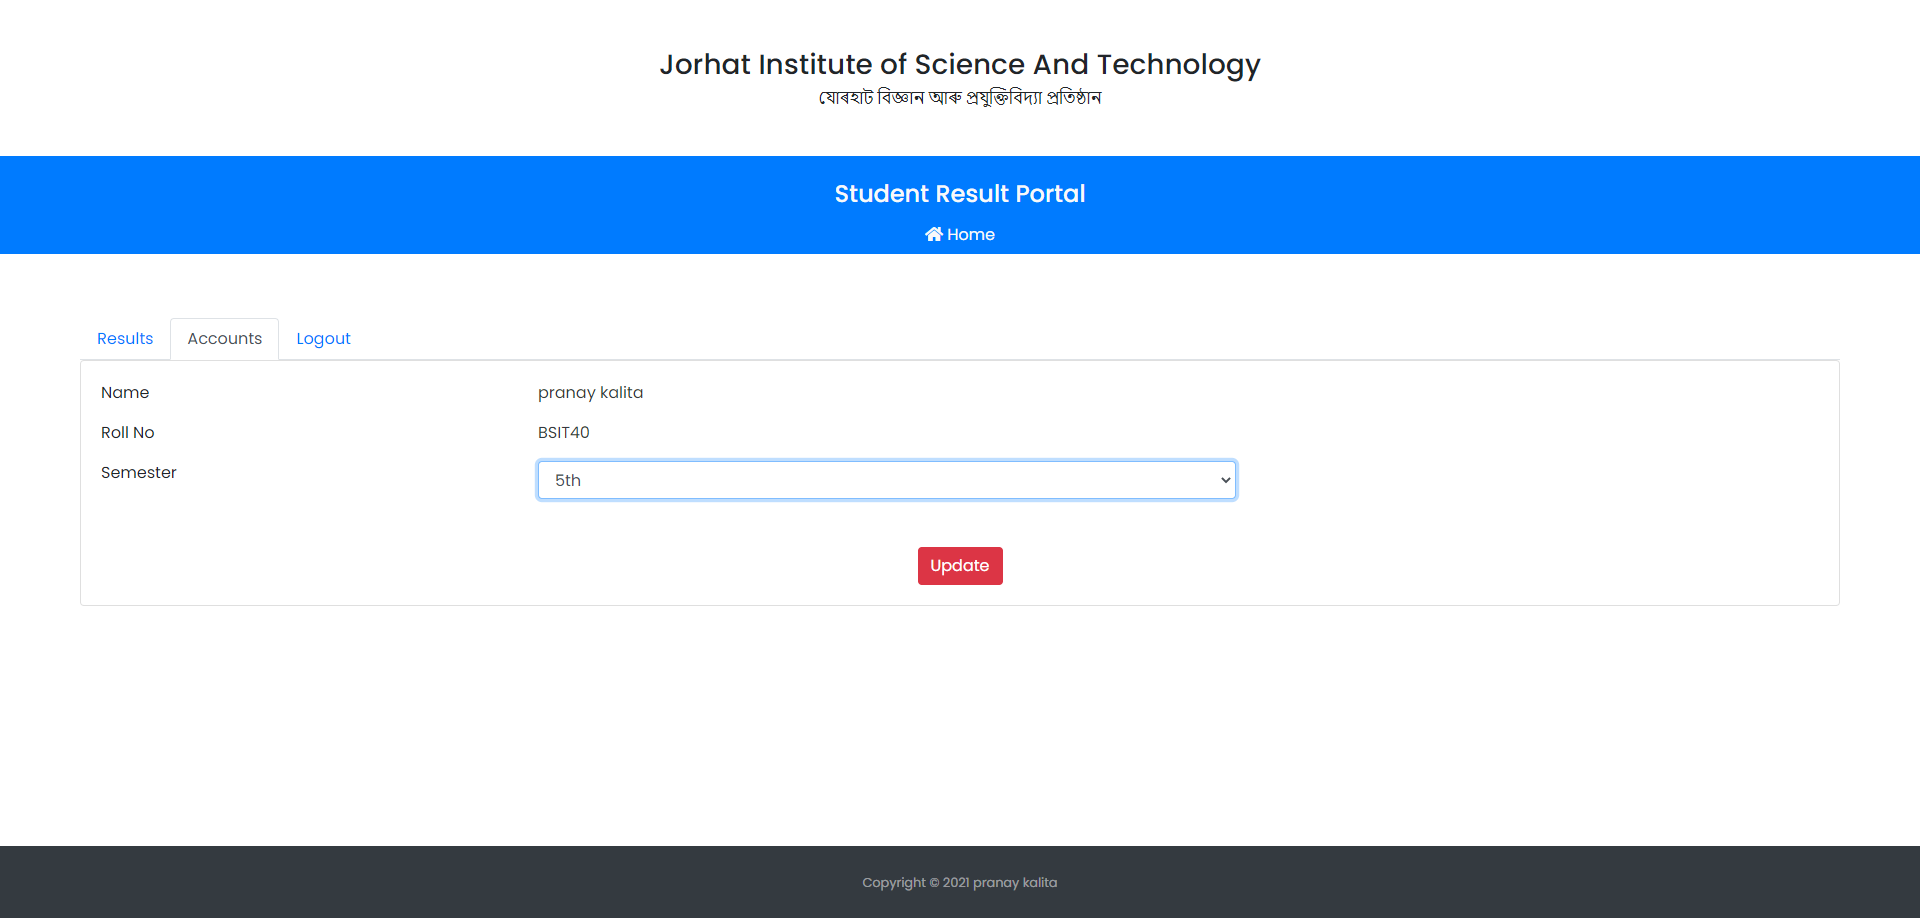 Jorhat Institute of Science And Technology
যোৰহাট বিজ্ঞান আৰু প্ৰযুক্তিবিদ্যা প্ৰতিষ্ঠান
Student Result Portal
Home
Results Accounts Logout
Name pranay kalita
Roll No BSIT40
Semester 5th
Update
Copyright © 2021 pranay kalita